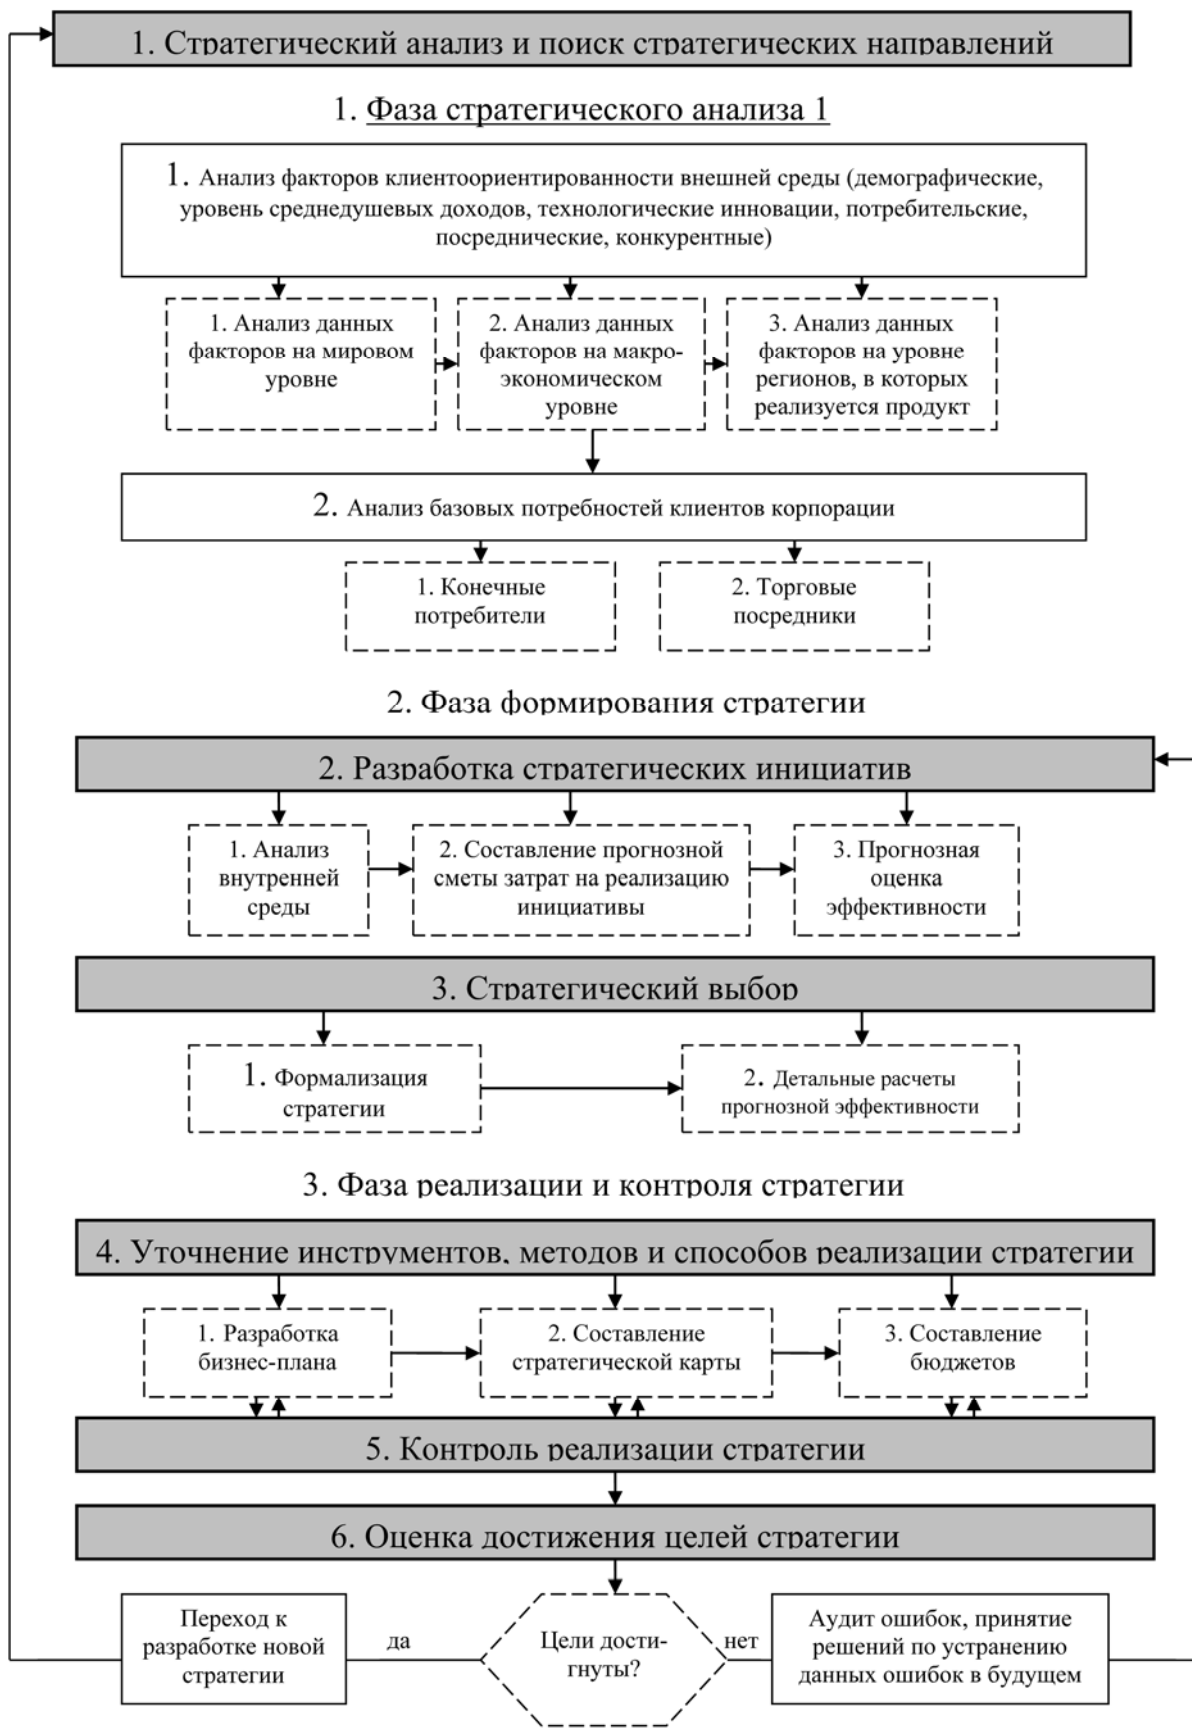 1. Стратегический анализ и поиск стратегических направлений
1. Фаза стратегического анализа 1
1. Анализ факторов клиентоориентированности внешней среды (демографические,
уровень среднедушевых доходов, технологические инновации, потребительские,
посреднические, конкурентные)
1. Анализ данных
факторов на мировом
уровне
2. Анализ данных
факторов на макро-
экономическом
уровне
3. Анализ данных
факторов на уровне
регионов, в которых
реализуется продукт
2. Анализ базовых потребностей клиентов корпорации
1. Конечные
потребители
2. Торговые
посредники
2. Фаза формирования стратегии
2. Разработка стратегических инициатив
1. Анализ
внутренней
среды
2. Составление прогнозной
сметы затрат на реализацию
инициативы
3. Прогнозная
оценка
эффективности
3. Стратегический выбор
1. Формализация
стратегии
2. Детальные расчеты
прогнозной эффективности
3. Фаза реализации и контроля стратегии
4. Уточнение инструментов, методов и способов реализации стратегии
1. Разработка
бизнес-плана
2. Составление
стратегической карты
3. Составление
бюджетов
5. Контроль реализации стратегии
6. Оценка достижения целей стратегии
Переход к
разработке новой
стратегии
да
Цели дости-
гнуты?
нет
Аудит ошибок, принятие
решений по устранению
данных ошибок в будущем